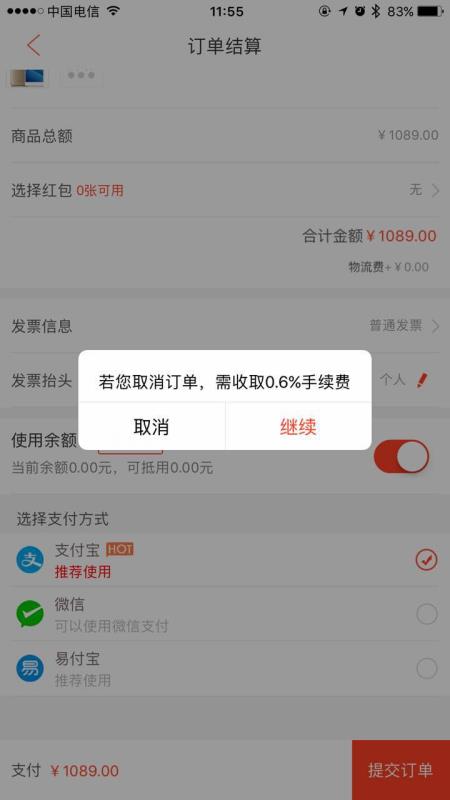 中国电信 11:55 83%
订单结算
商品总额 ¥1089.00
选择红包 0张可用 无
合计金额¥1089.00
物流费+¥0.00
发票信息 普通发票
发票抬头 个人
若您取消订单，需收取0.6%手续费
取消 继续
使用余额
当前余额0.00元，可抵用0.00元
选择支付方式
支付宝 HOT
推荐使用
微信
可以使用微信支付
易付宝
推荐使用
支付 ¥1089.00 提交订单